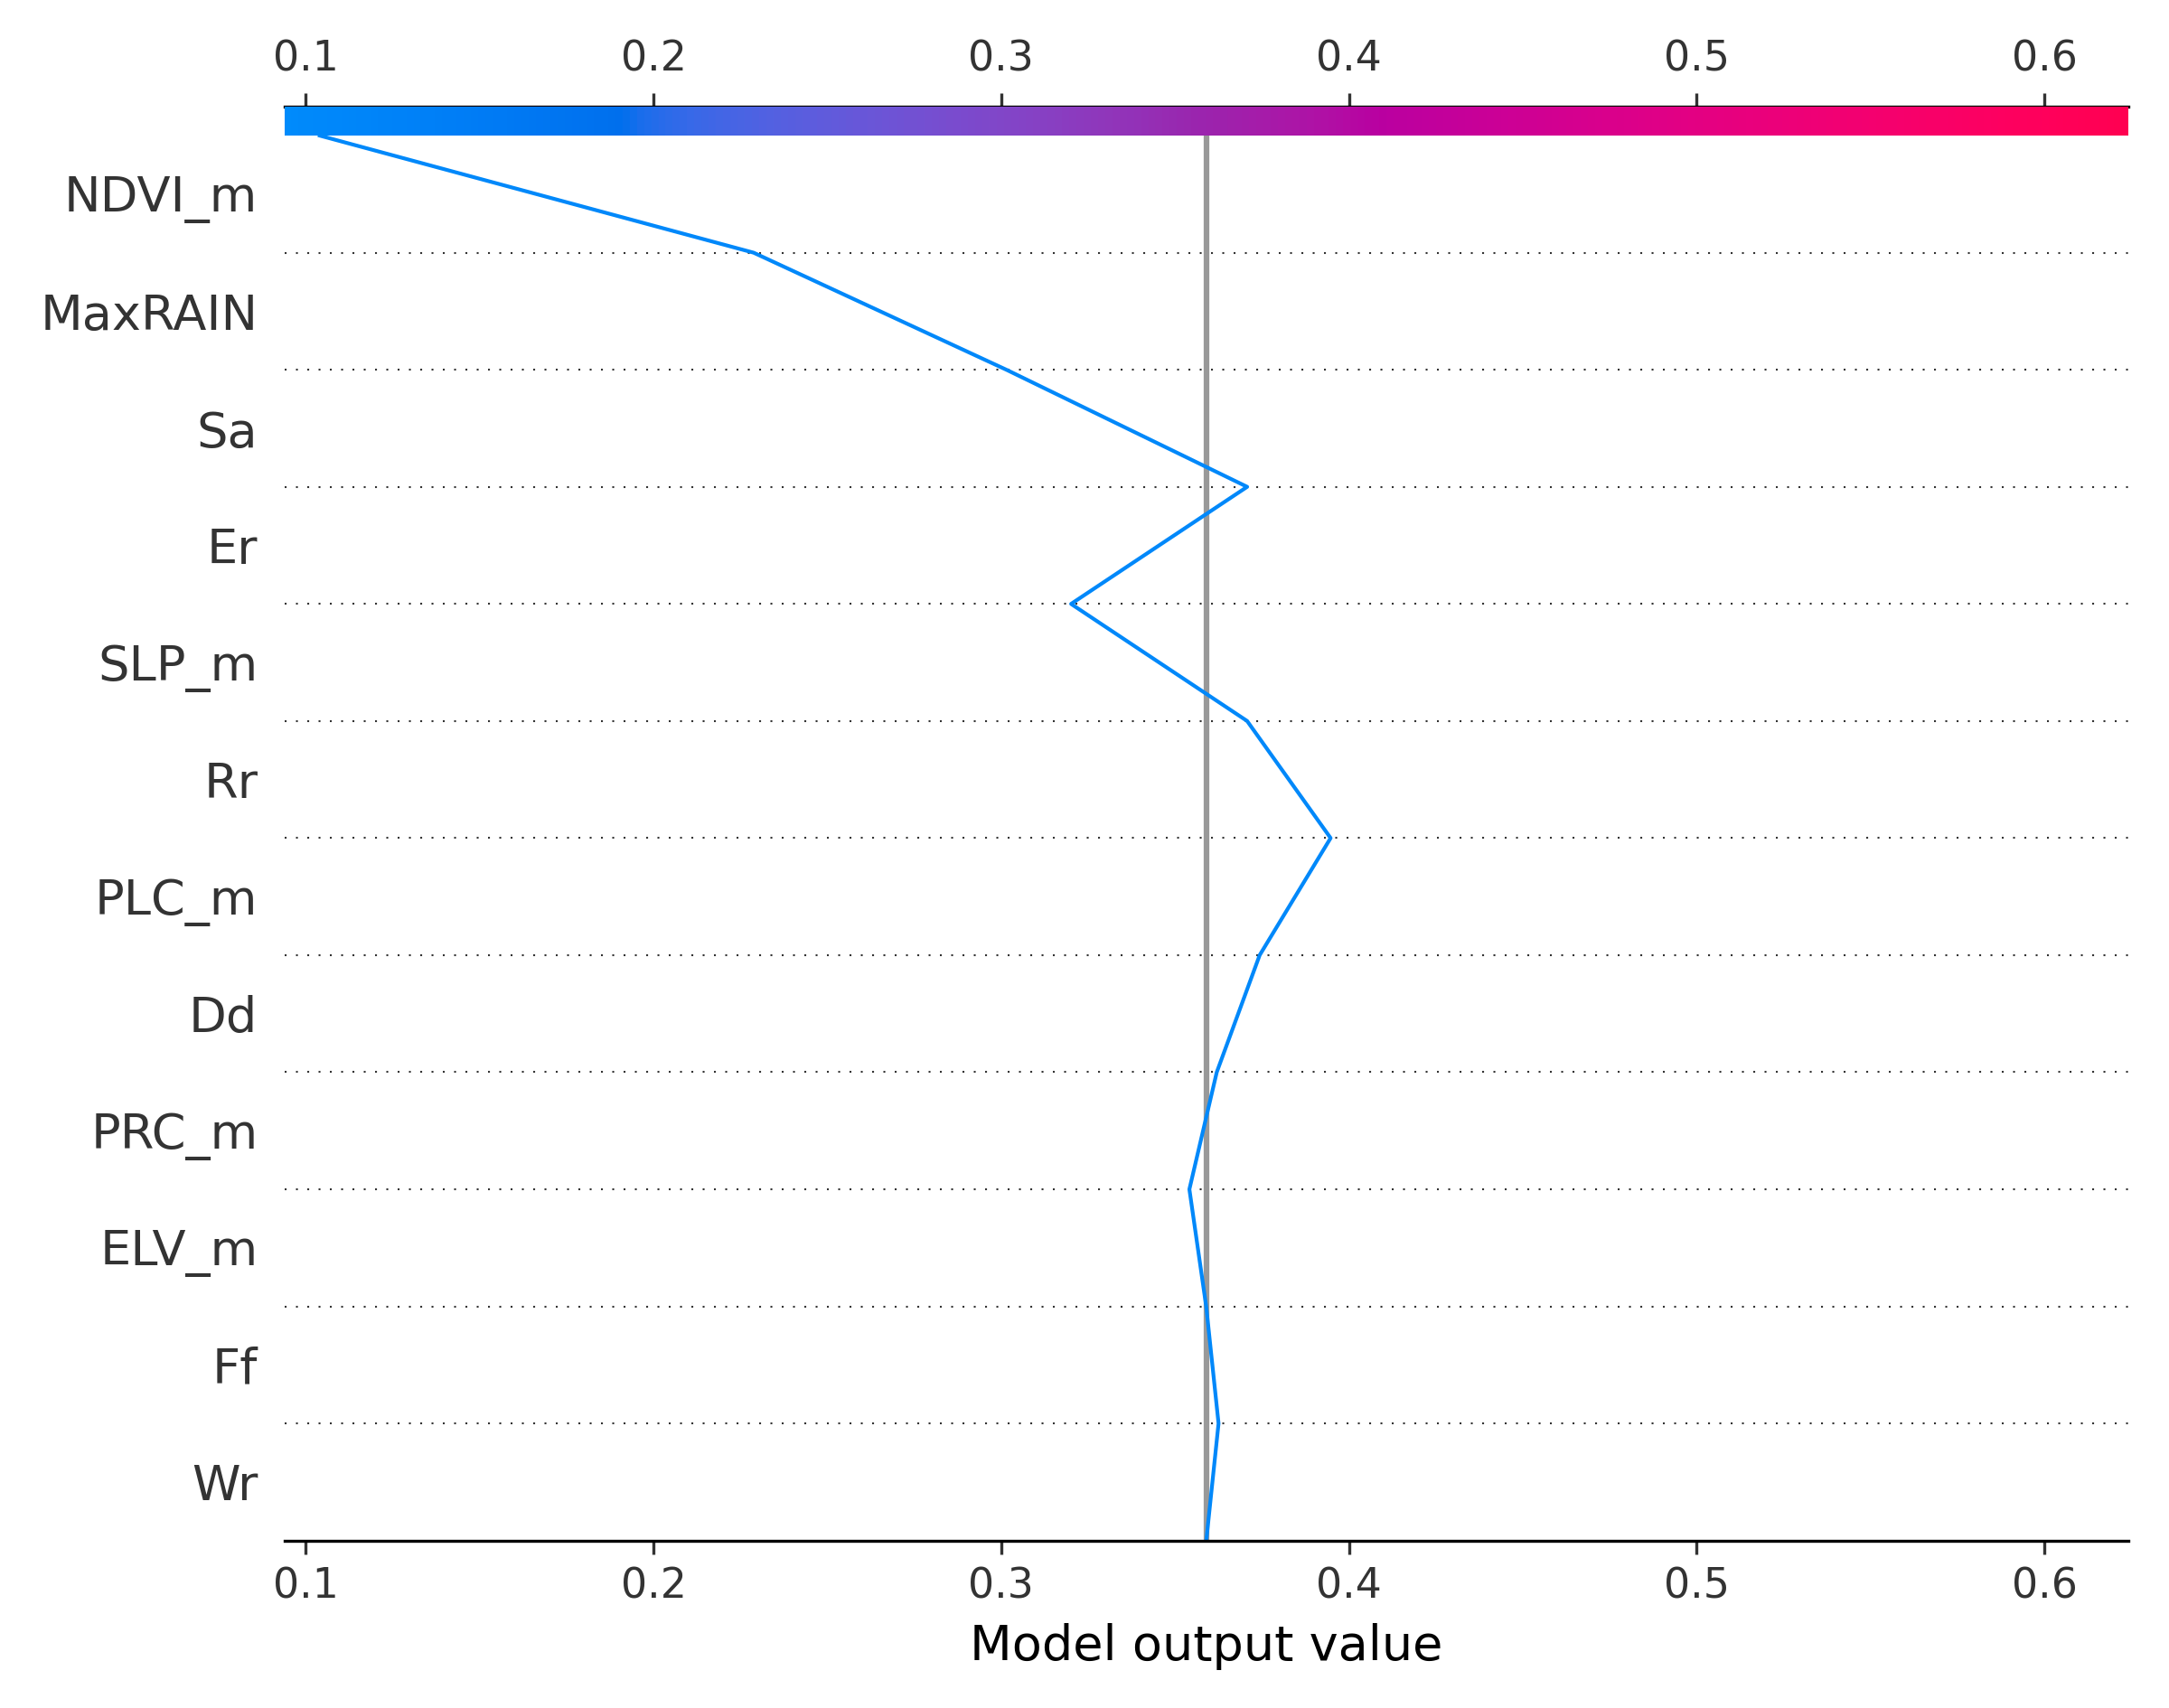 0.1 0.2 0.3 0.4 0.5 0.6
NDVI_m
MaxRAIN
Sa
Er
SLP_m
Rr
PLC_m
Dd
PRC_m
ELV_m
Ff
Wr
0.1 0.2 0.3 0.4 0.5 0.6
Model output value